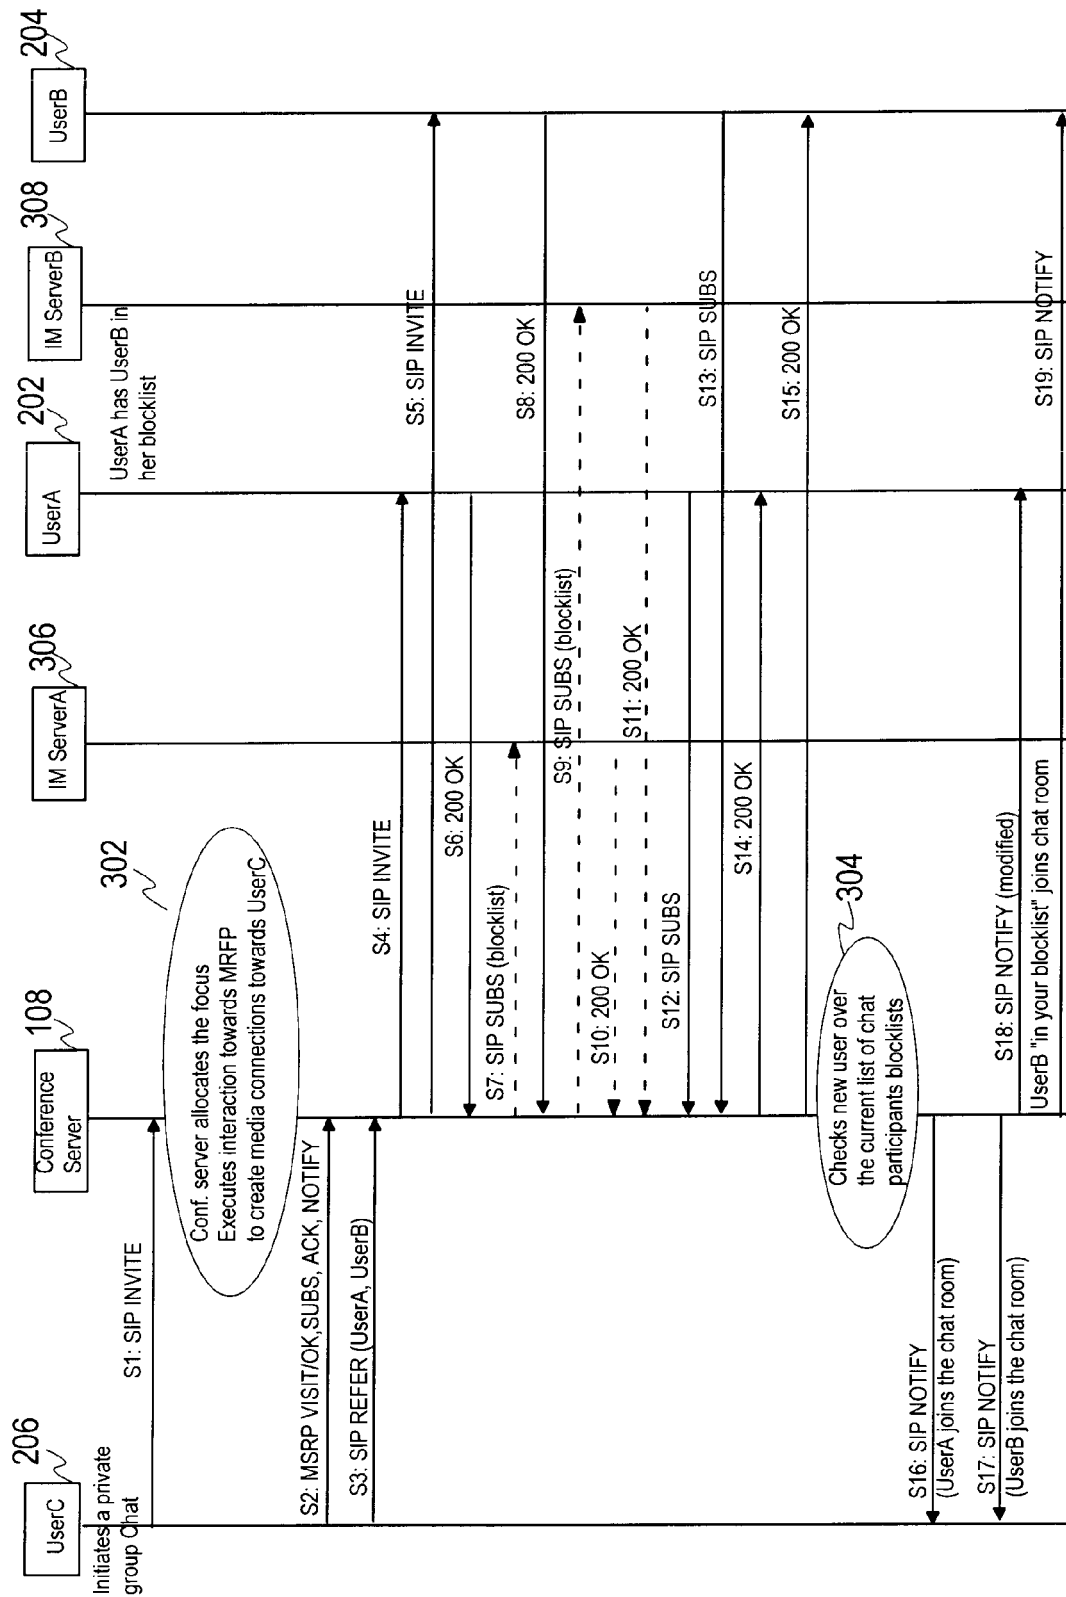 UserC
206
Conference
Server
108
IM ServerA
306
UserA
202
IM ServerB
308
UserB
204
Initiates a private
group Chat
UserA has UserB in
her blocklist
S1: SIP INVITE
302
Conf. server allocates the focus
Executes interaction towards MRFP
to create media connections towards UserC
S2: MSRP VISIT/OK,SUBS, ACK, NOTIFY
S3: SIP REFER (UserA, UserB)
S4: SIP INVITE
S5: SIP INVITE
S6: 200 OK
S7: SIP SUBS (blocklist)
S8: 200 OK
S9: SIP SUBS (blocklist)
S10: 200 OK
S11: 200 OK
S12: SIP SUBS
S13: SIP SUBS
S14: 200 OK
S15: 200 OK
304
Checks new user over
the current list of chat
participants blocklists
S16: SIP NOTIFY
(UserA joins the chat room)
S17: SIP NOTIFY
(UserB joins the chat room)
S18: SIP NOTIFY (modified)
UserB "in your blocklist" joins chat room
S19: SIP NOTIFY